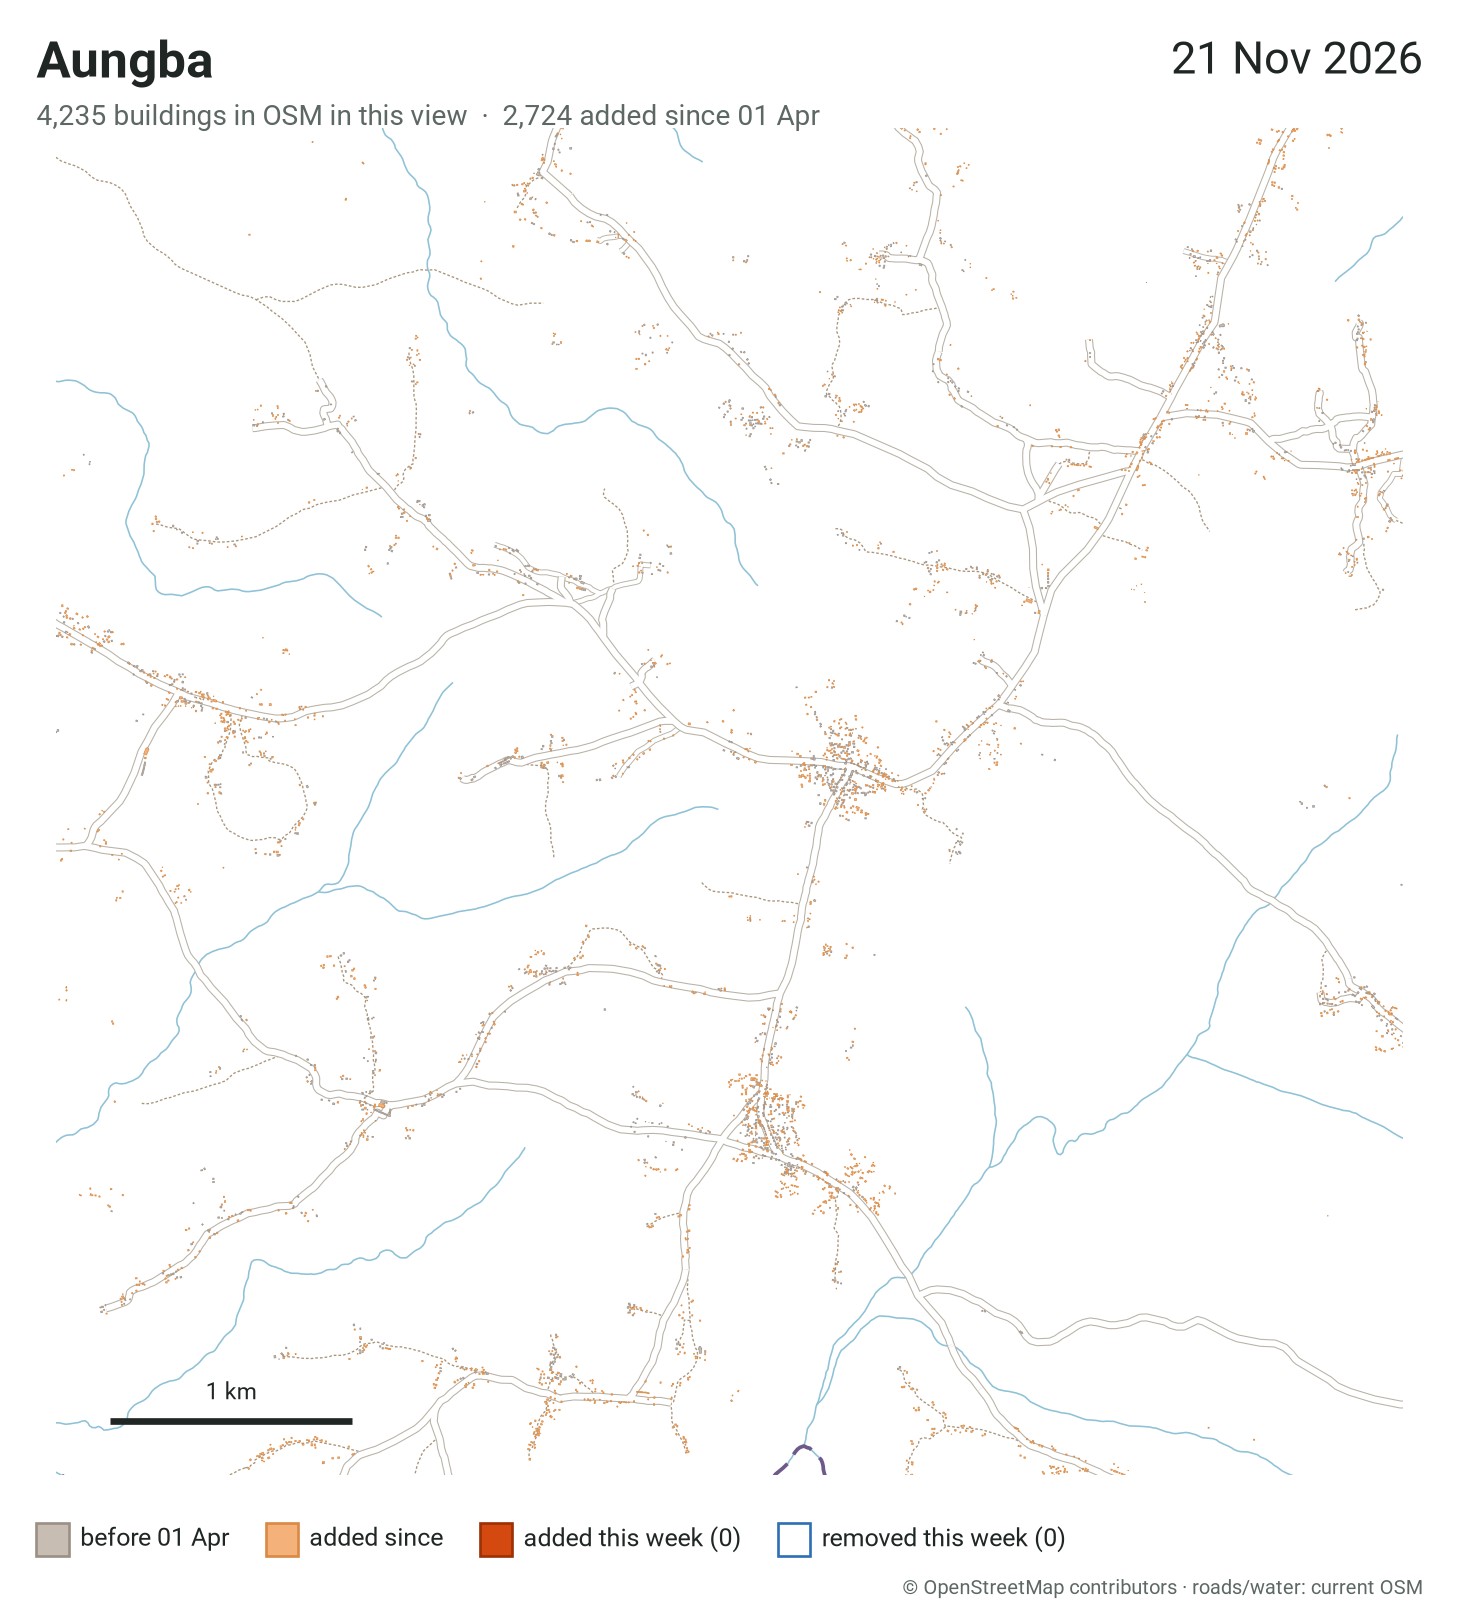 Aungba
21 Nov 2026
4,235 buildings in OSM in this view · 2,724 added since 01 Apr
1 km
before 01 Apr
added since
added this week (0)
removed this week (0)
© OpenStreetMap contributors · roads/water: current OSM